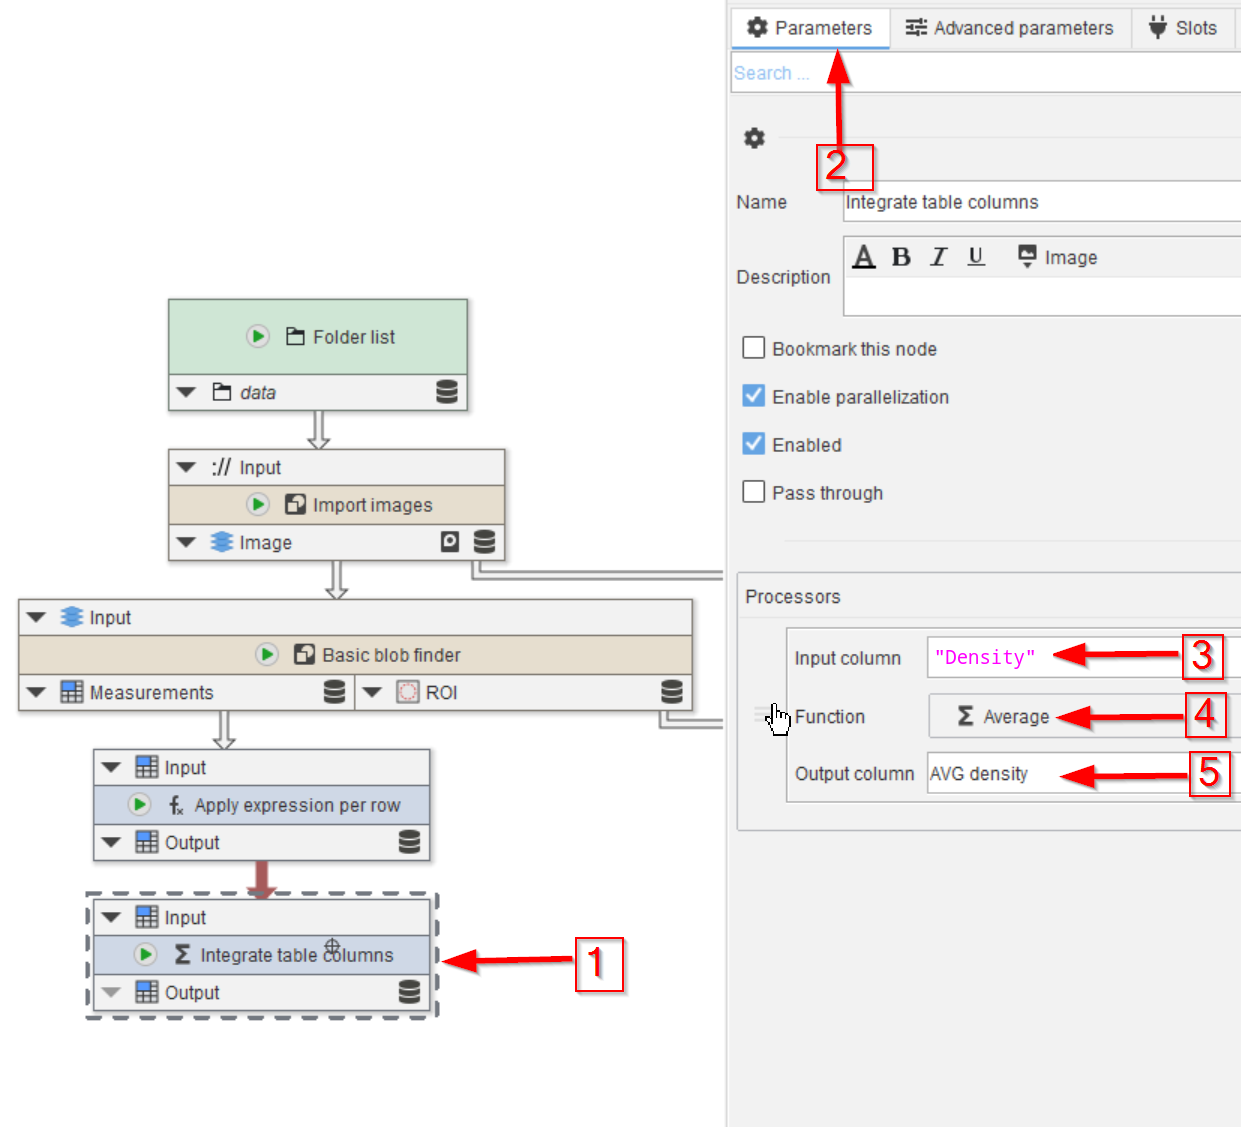 Folder list
data
:// Input
Import images
Image
Input
Basic blob finder
Measurements
ROI
Input
Apply expression per row
Output
Input
Integrate table columns
Output
1
Parameters
Advanced parameters
Slots
Search ...
2
Name
Integrate table columns
Description
A B I U Image
Bookmark this node
Enable parallelization
Enabled
Pass through
Processors
Input column "Density" 3
Function Average 4
Output column AVG density 5